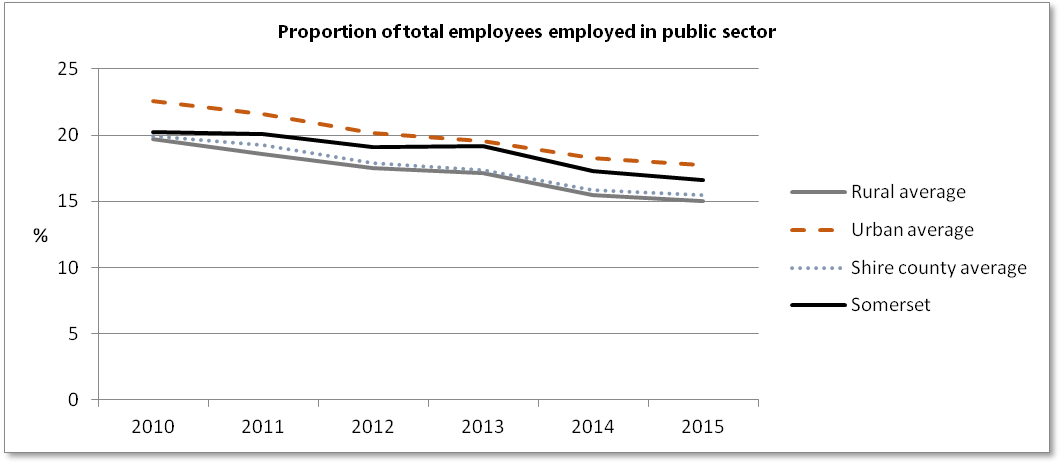 Proportion of total employees employed in public sector
25
20
15
10
5
0
%
2010 2011 2012 2013 2014 2015
Rural average
Urban average
Shire county average
Somerset